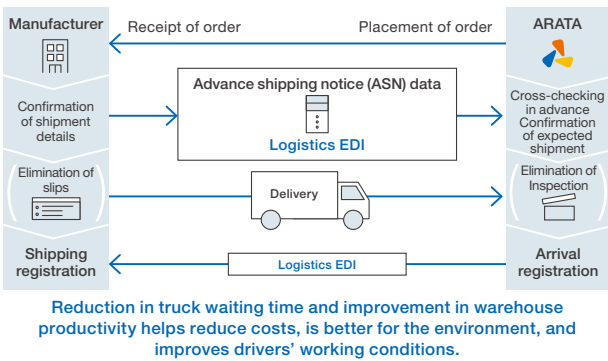 Manufacturer
Receipt of order
Placement of order
ARATA
Confirmation
of shipment
details
Advance shipping notice (ASN) data
Logistics EDI
Cross-checking
in advance
Confirmation
of expected
shipment
Elimination of
slips
Delivery
Elimination of
Inspection
Shipping
registration
Logistics EDI
Arrival
registration
Reduction in truck waiting time and improvement in warehouse
productivity helps reduce costs, is better for the environment, and
improves drivers’ working conditions.